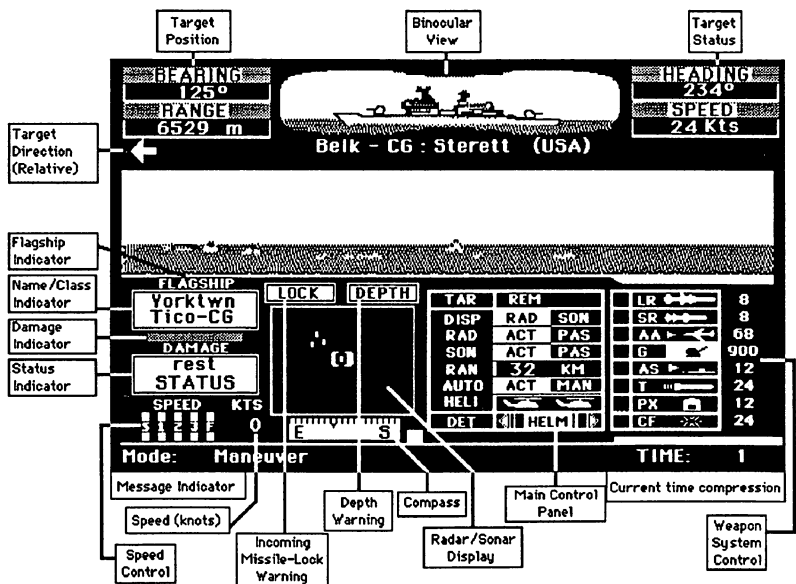 Target
Position
Binocular
View
Target
Status
BEARING
125°
RANGE
6529 m
HEADING
234°
SPEED
24 Kts
Target
Direction
(Relative)
Belk - CG : Sterett (USA)
Flagship
Indicator
Name/Class
Indicator
Damage
Indicator
Status
Indicator
FLAGSHIP
Yorktwn
Tico-CG
FLAGSHIP
DAMAGE
rest
STATUS
SPEED KTS
S 1 2 3 F 0
LOCK DEPTH
E S
TAR REM
DISP RAD SON
RAD ACT PAS
SON ACT PAS
RAN 32 KM
AUTO ACT MAN
HELI
DET HELM
LR 8
SR 8
AA 68
G 900
AS 12
T 24
PX 12
CF 24
Mode: Maneuver TIME: 1
Message Indicator
Speed (knots)
Speed
Control
Incoming
Missile-Lock
Warning
Depth
Warning
Compass
Radar/Sonar
Display
Main Control
Panel
Current time compression
Weapon
System
Control